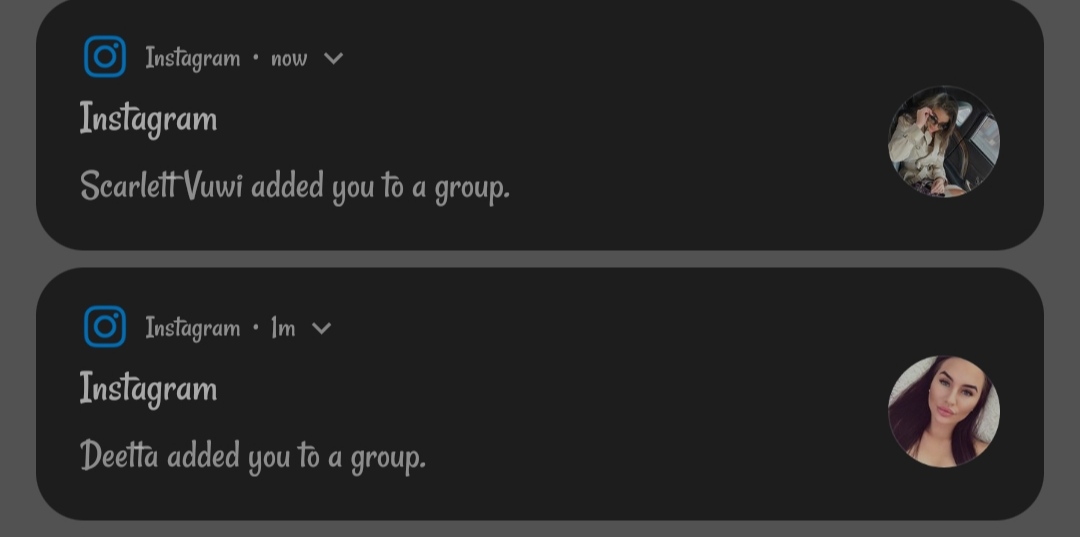 Instagram • now
Instagram
Scarlett Vuwi added you to a group.
Instagram • 1m
Instagram
Deetta added you to a group.